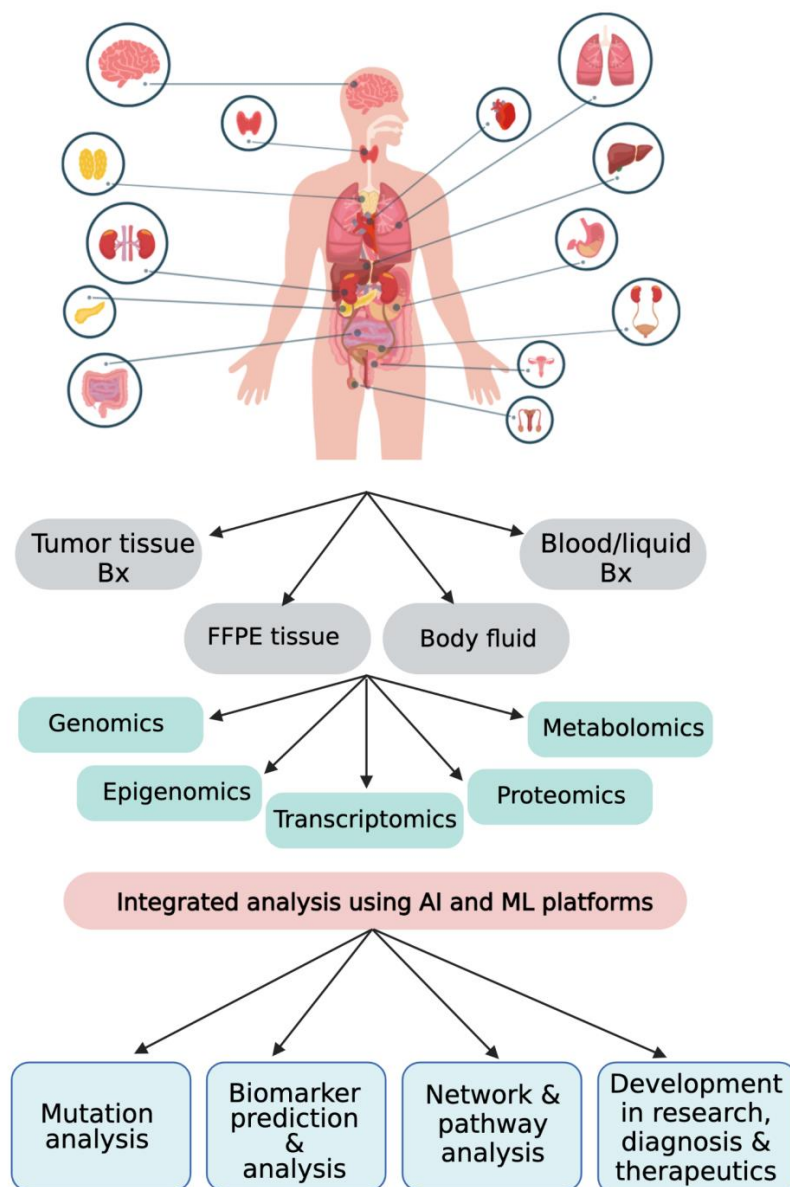 Tumor tissue
Bx
Blood/liquid
Bx
FFPE tissue
Body fluid
Genomics
Metabolomics
Epigenomics
Proteomics
Transcriptomics
Integrated analysis using AI and ML platforms
Mutation
analysis
Biomarker
prediction
&
analysis
Network &
pathway
analysis
Development
in research,
diagnosis &
therapeutics